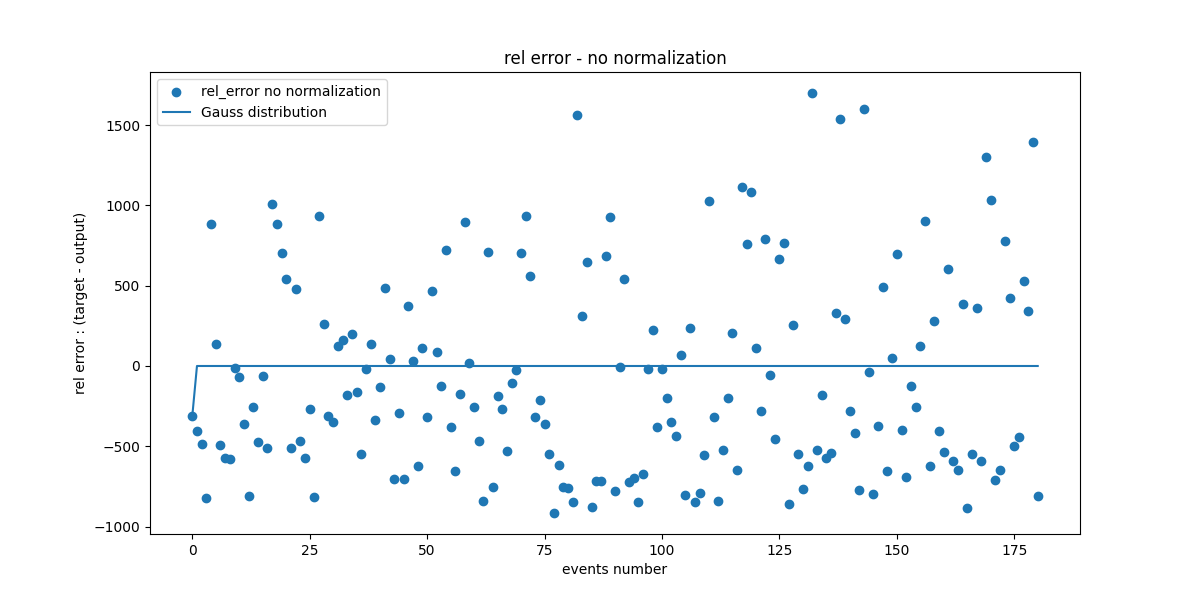 rel error - no normalization
rel_error no normalization
Gauss distribution
rel error : (target - output)
1500
1000
500
0
−500
−1000
0 25 50 75 100 125 150 175
events number